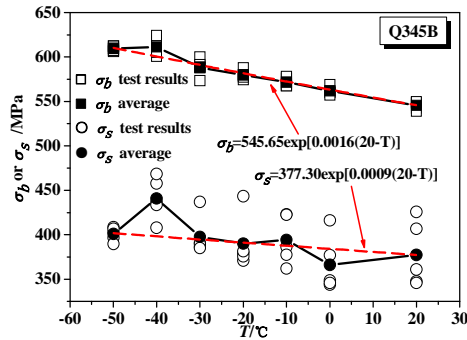 Q345B
650
600
550
500
450
400
350
σb or σs /MPa
σb test results
σb average
σs test results
σs average
σb=545.65exp[0.0016(20-T)]
σs=377.30exp[0.0009(20-T)]
-60 -50 -40 -30 -20 -10 0 10 20 30
T/℃